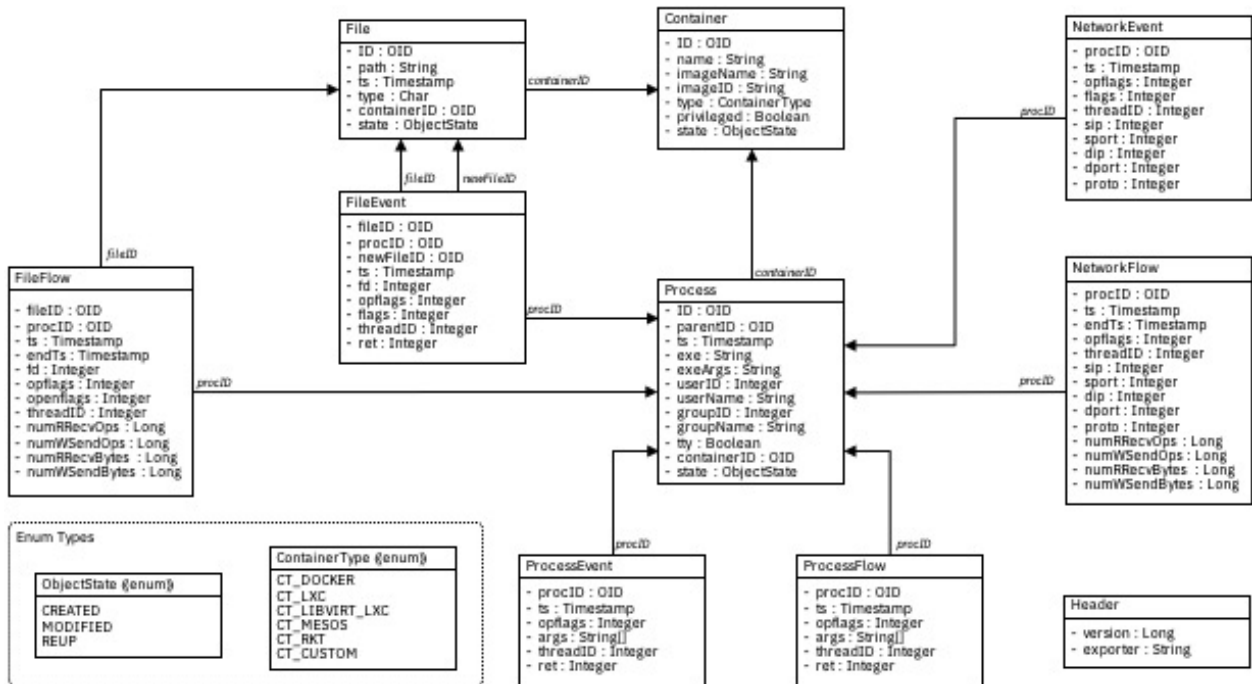 File
- ID : OID
- path : String
- ts : Timestamp
- type : Char
- containerID : OID
- state : ObjectState
containerID
Container
- ID : OID
- name : String
- imageName : String
- imageID : String
- type : ContainerType
- privileged : Boolean
- state : ObjectState
NetworkEvent
- procID : OID
- ts : Timestamp
- opflags : Integer
- flags : Integer
- threadID : Integer
- sip : Integer
- sport : Integer
- dip : Integer
- dport : Integer
- proto : Integer
procID
fileID
newFileID
FileEvent
- fileID : OID
- procID : OID
- newFileID : OID
- ts : Timestamp
- fd : Integer
- opflags : Integer
- flags : Integer
- threadID : Integer
- ret : Integer
procID
fileID
FileFlow
- fileID : OID
- procID : OID
- ts : Timestamp
- endTs : Timestamp
- fd : Integer
- opflags : Integer
- openflags : Integer
- threadID : Integer
- numRRecvOps : Long
- numWSendOps : Long
- numRRecvBytes : Long
- numWSendBytes : Long
procID
containerID
Process
- ID : OID
- parentID : OID
- ts : Timestamp
- exe : String
- exeArgs : String
- userID : Integer
- userName : String
- groupID : Integer
- groupName : String
- tty : Boolean
- containerID : OID
- state : ObjectState
NetworkFlow
- procID : OID
- ts : Timestamp
- endTs : Timestamp
- opflags : Integer
- threadID : Integer
- sip : Integer
- sport : Integer
- dip : Integer
- dport : Integer
- proto : Integer
- numRRecvOps : Long
- numWSendOps : Long
- numRRecvBytes : Long
- numWSendBytes : Long
procID
Enum Types
ObjectState ⟪enum⟫
CREATED
MODIFIED
REUP
ContainerType ⟪enum⟫
CT_DOCKER
CT_LXC
CT_LIBVIRT_LXC
CT_MESOS
CT_RKT
CT_CUSTOM
procID
ProcessEvent
- procID : OID
- ts : Timestamp
- opflags : Integer
- args : String[]
- threadID : Integer
- ret : Integer
procID
ProcessFlow
- procID : OID
- ts : Timestamp
- opflags : Integer
- args : String[]
- threadID : Integer
- ret : Integer
Header
- version : Long
- exporter : String